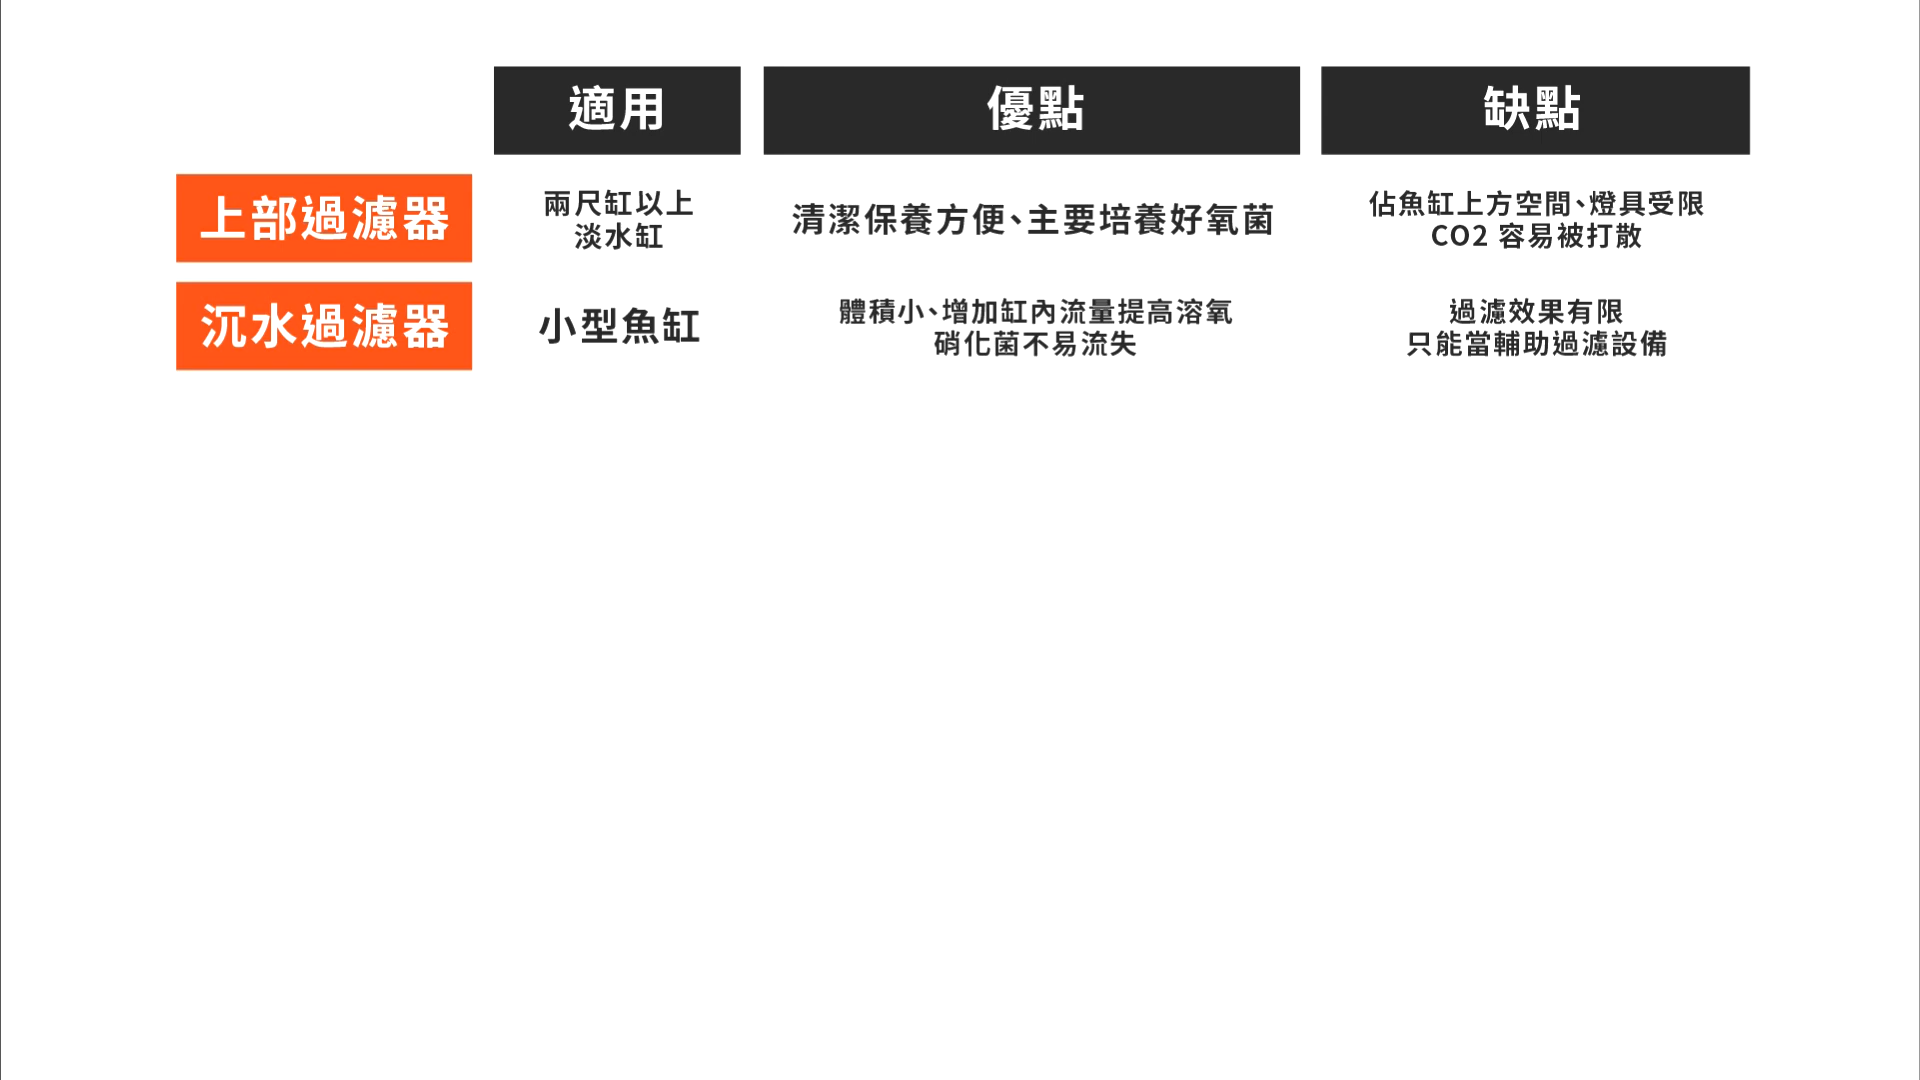 適用 優點 缺點
上部過濾器
兩尺缸以上
淡水缸
清潔保養方便、主要培養好氧菌
佔魚缸上方空間、燈具受限
CO2 容易被打散
沉水過濾器
小型魚缸
體積小、增加缸內流量提高溶氧
硝化菌不易流失
過濾效果有限
只能當輔助過濾設備